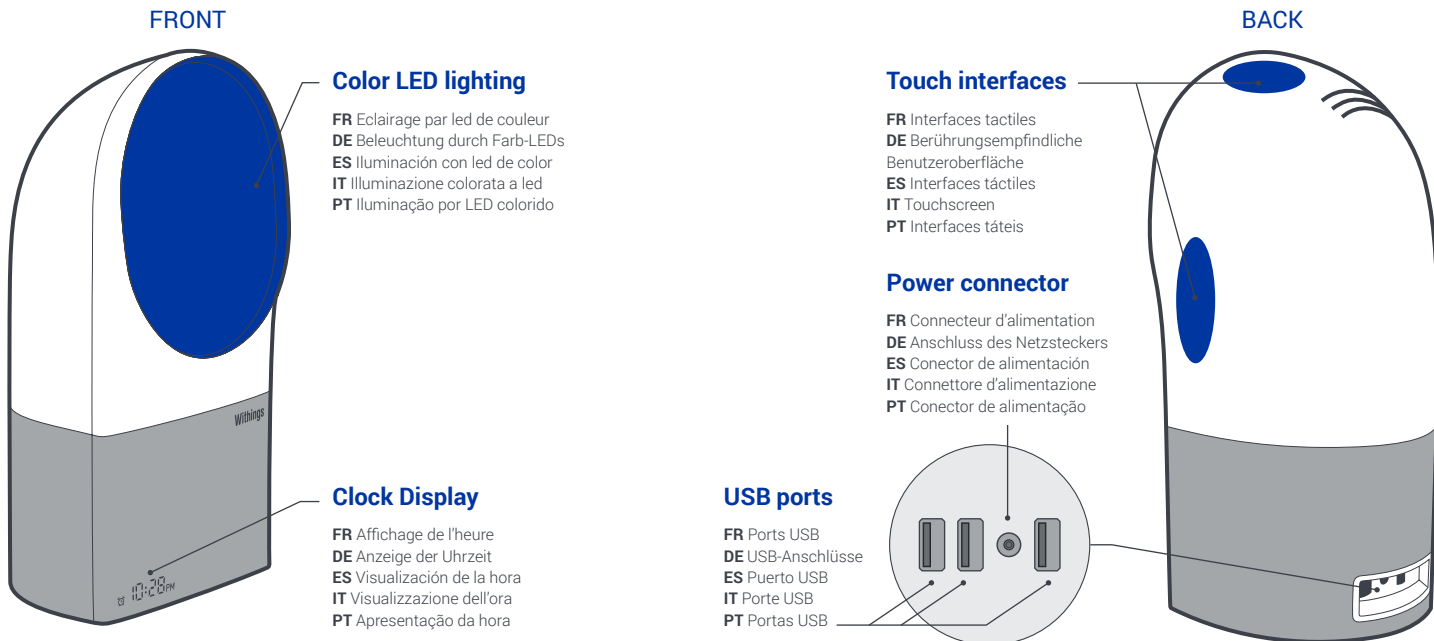 FRONT
Color LED lighting
FR Eclairage par led de couleur
DE Beleuchtung durch Farb-LEDs
ES Iluminación con led de color
IT Illuminazione colorata a led
PT Iluminação por LED colorido
Withings
Clock Display
FR Affichage de l'heure
DE Anzeige der Uhrzeit
ES Visualización de la hora
IT Visualizzazione dell'ora
PT Apresentação da hora
10:28PM
BACK
Touch interfaces
FR Interfaces tactiles
DE Berührungsempfindliche
Benutzeroberfläche
ES Interfaces táctiles
IT Touchscreen
PT Interfaces táteis
Power connector
FR Connecteur d'alimentation
DE Anschluss des Netzsteckers
ES Conector de alimentación
IT Connettore d'alimentazione
PT Conector de alimentação
USB ports
FR Ports USB
DE USB-Anschlüsse
ES Puerto USB
IT Porte USB
PT Portas USB